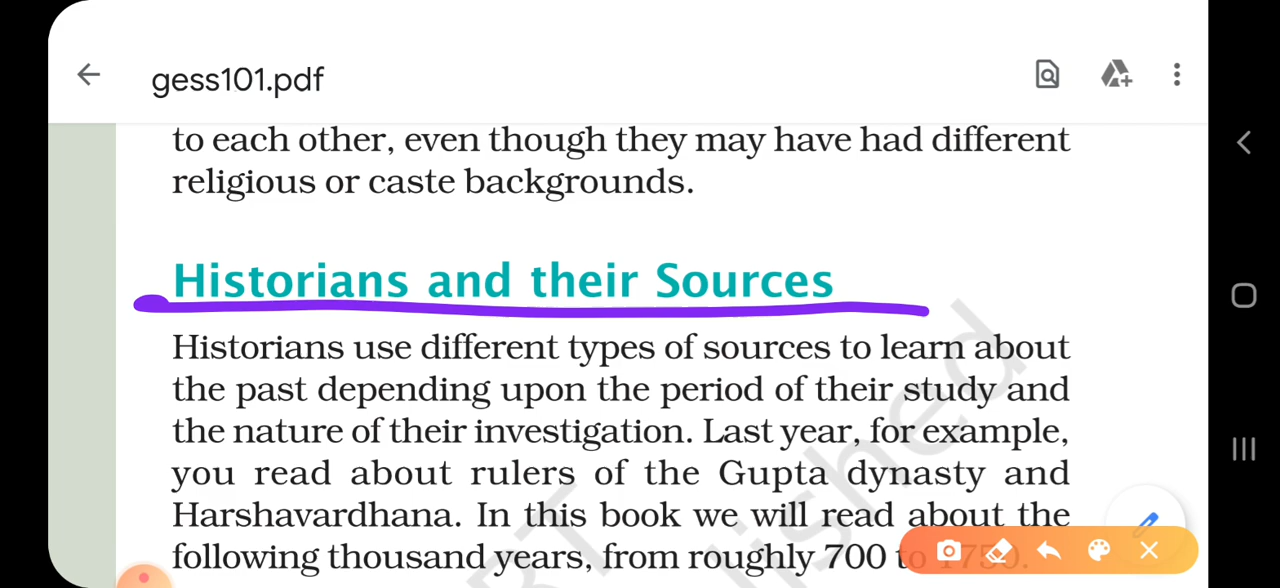 gess101.pdf
to each other, even though they may have had different
religious or caste backgrounds.
Historians and their Sources
Historians use different types of sources to learn about
the past depending upon the period of their study and
the nature of their investigation. Last year, for example,
you read about rulers of the Gupta dynasty and
Harshavardhana. In this book we will read about the
following thousand years, from roughly 700 to 1750.